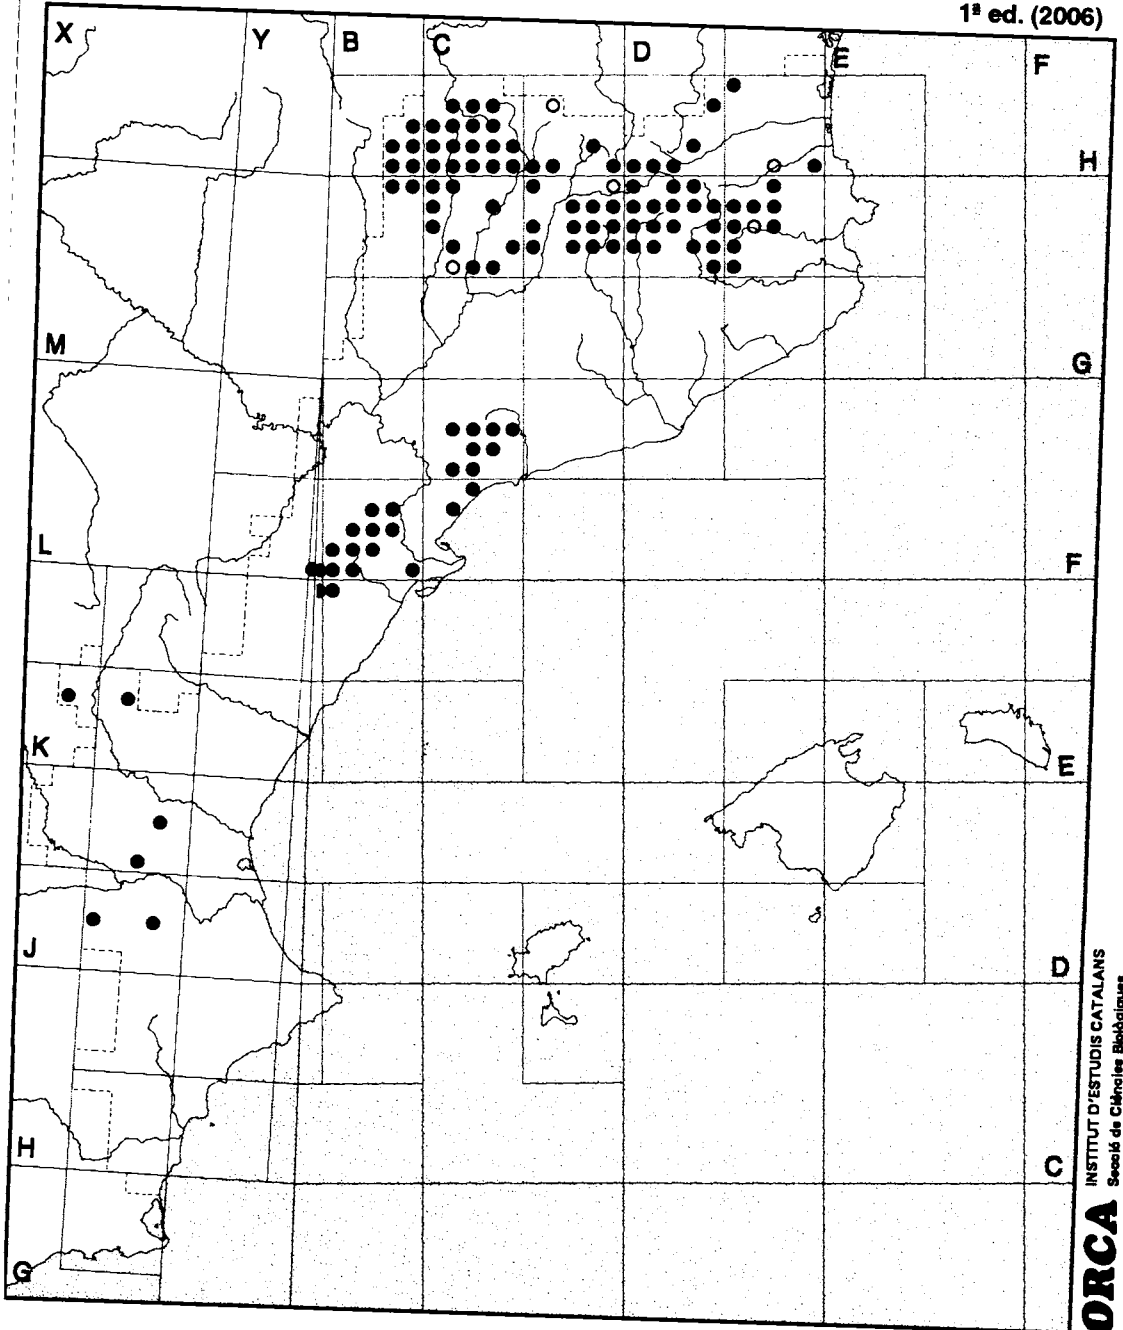 1ª ed. (2006)
X
Y
B
C
D
E
F
H
M
G
L
F
K
E
J
D
H
C
G
ORCA
INSTITUT D'ESTUDIS CATALANS
Secció de Ciències Biològiques